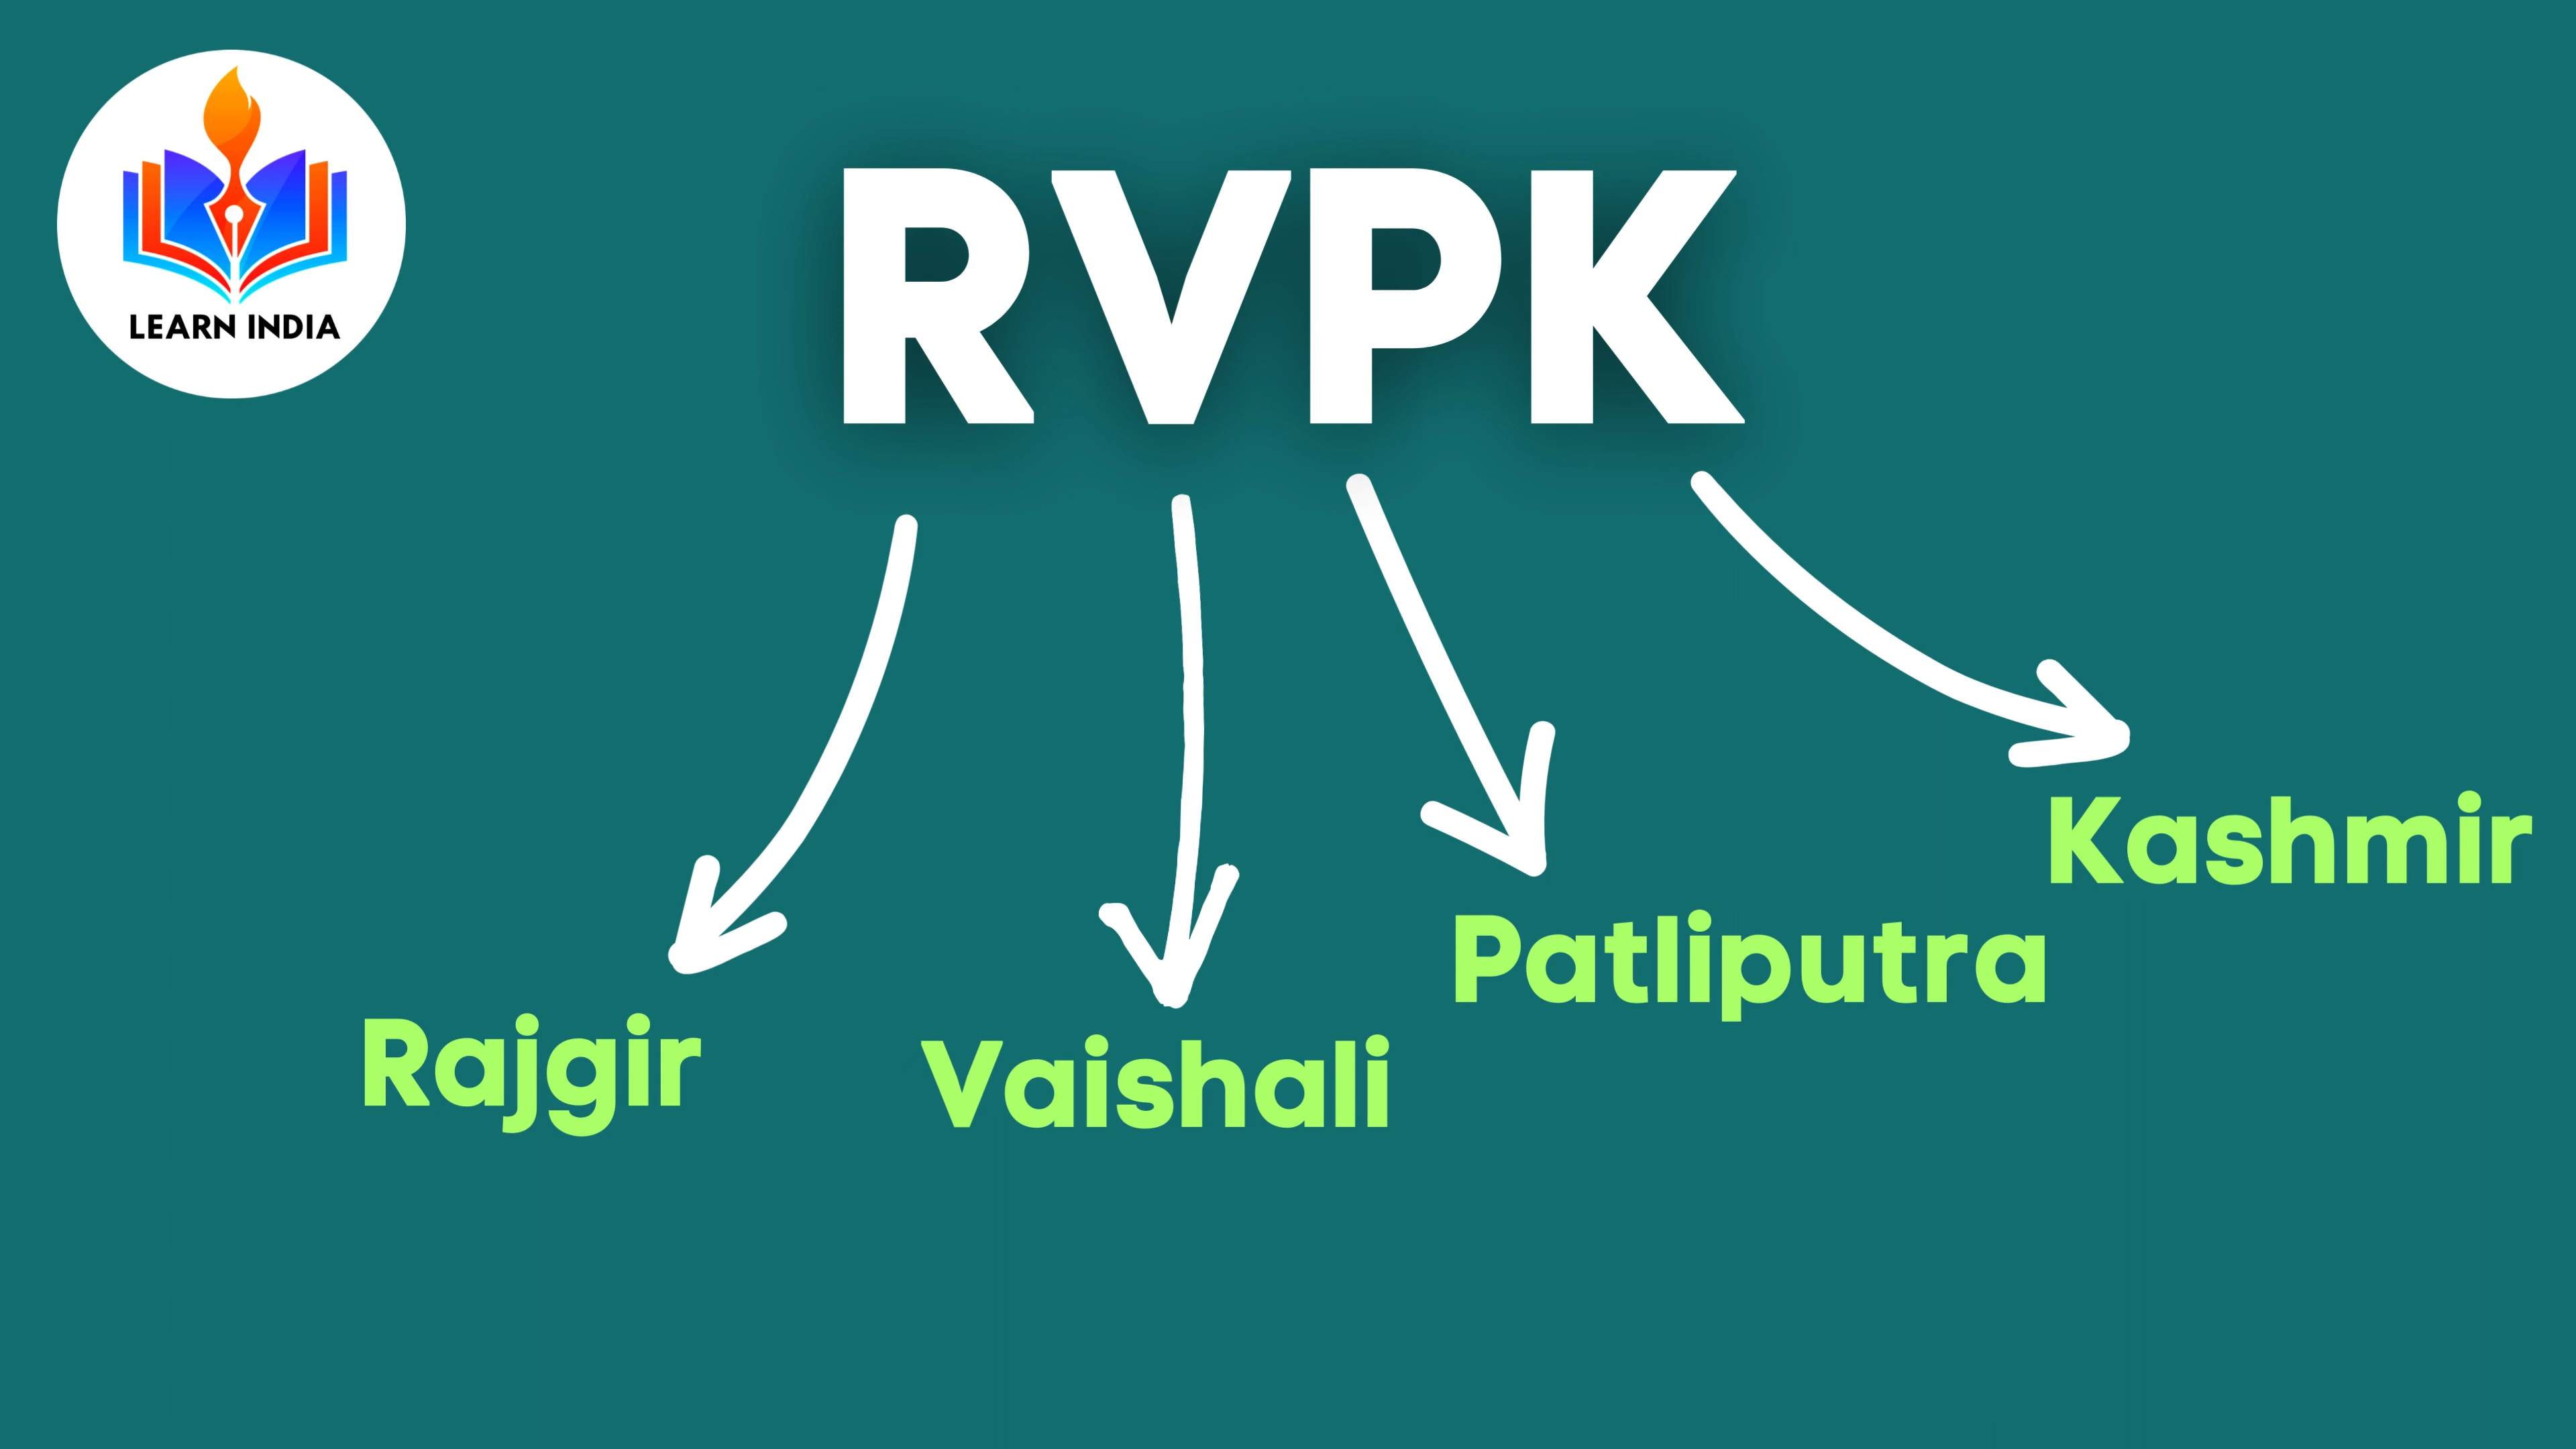 LEARN INDIA
RVPK
Rajgir
Vaishali
Patliputra
Kashmir